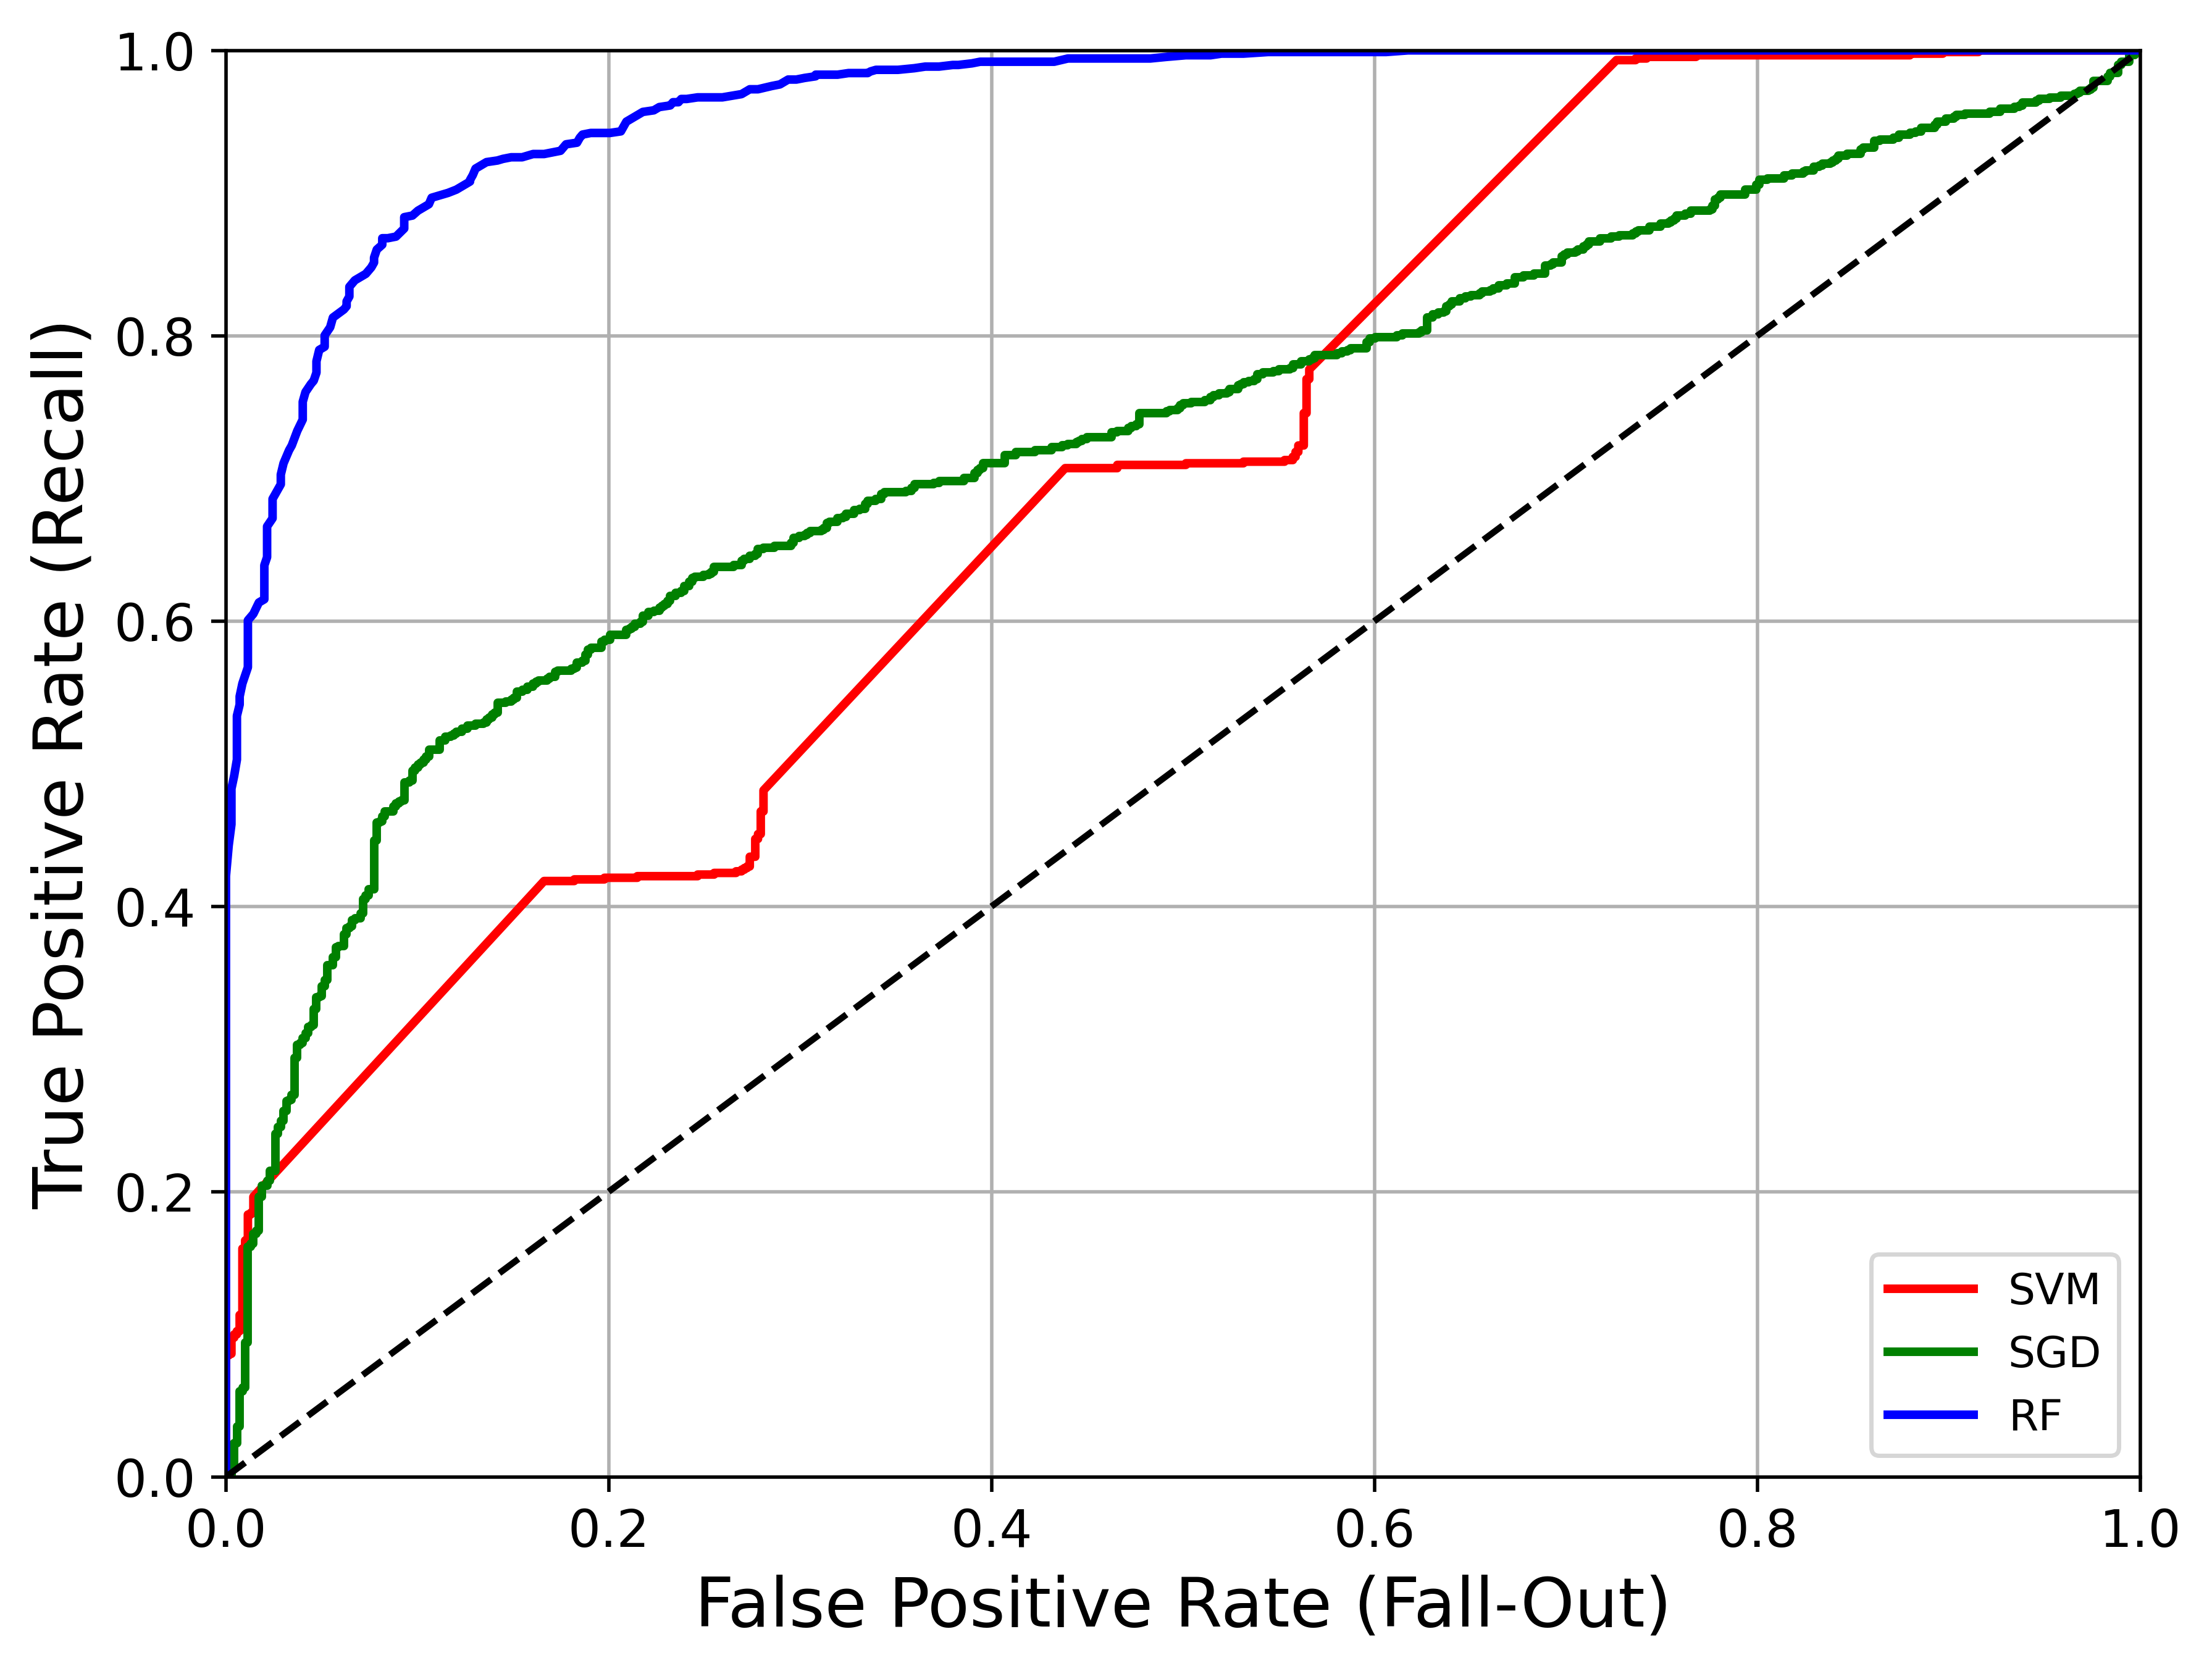 1.0
0.8
0.6
0.4
0.2
0.0
True Positive Rate (Recall)
SVM
SGD
RF
0.0 0.2 0.4 0.6 0.8 1.0
False Positive Rate (Fall-Out)